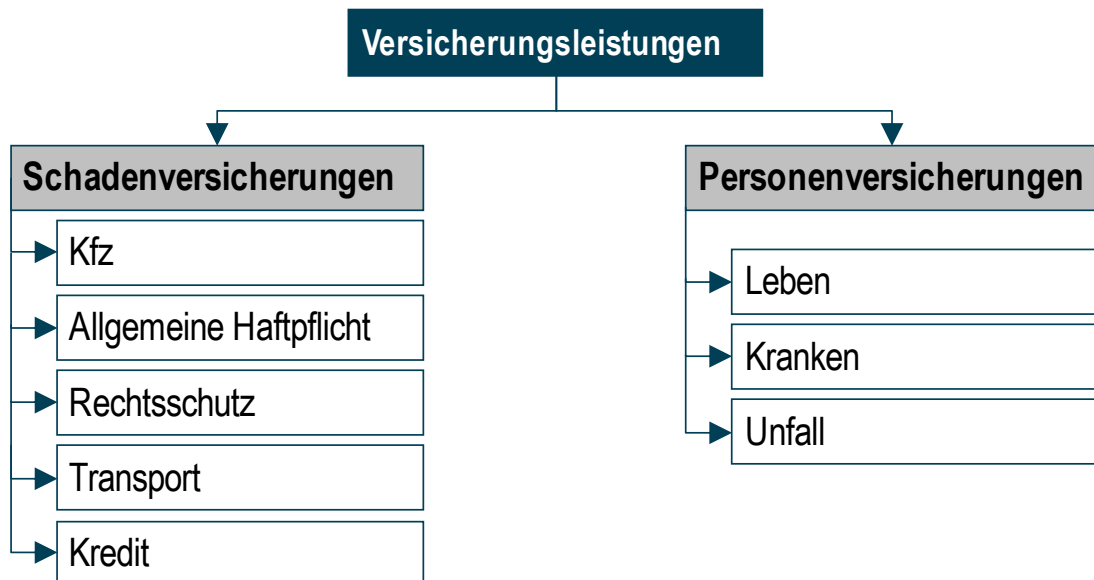 Versicherungsleistungen
Schadenversicherungen
Kfz
Allgemeine Haftpflicht
Rechtsschutz
Transport
Kredit
Personenversicherungen
Leben
Kranken
Unfall